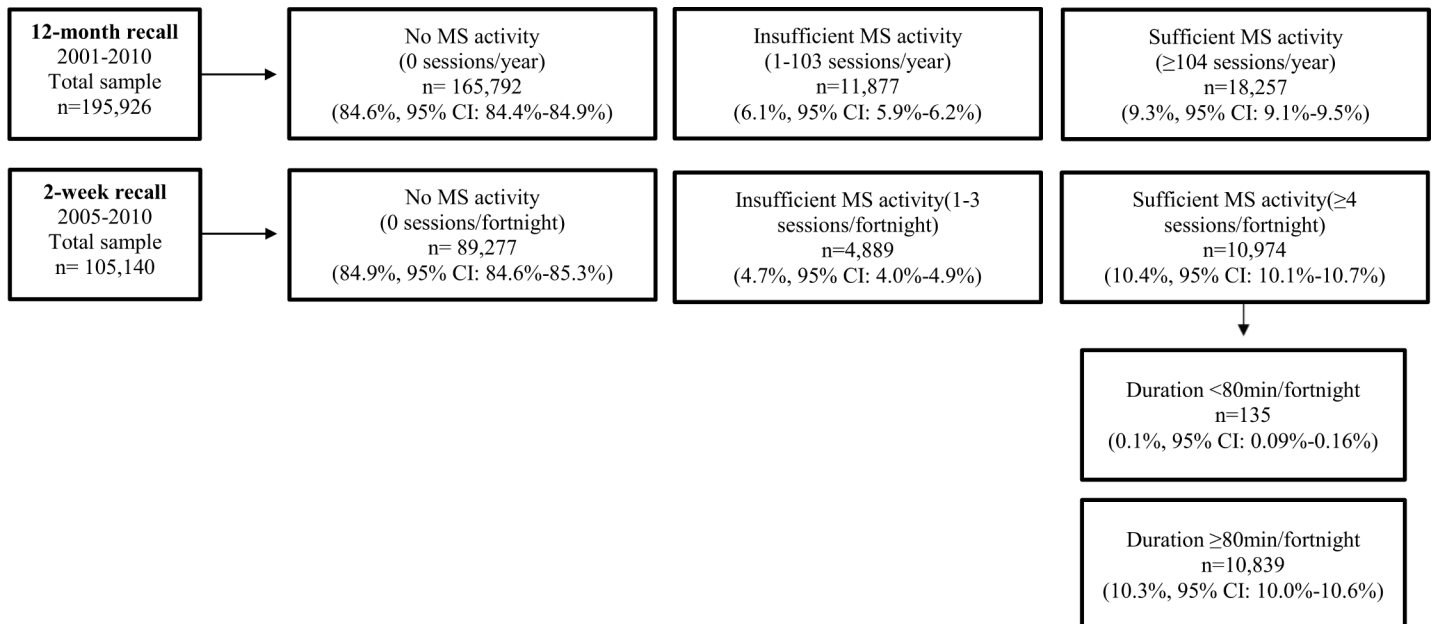 12-month recall
2001-2010
Total sample
n=195,926
No MS activity
(0 sessions/year)
n= 165,792
(84.6%, 95% CI: 84.4%-84.9%)
Insufficient MS activity
(1-103 sessions/year)
n=11,877
(6.1%, 95% CI: 5.9%-6.2%)
Sufficient MS activity
(≥104 sessions/year)
n=18,257
(9.3%, 95% CI: 9.1%-9.5%)
2-week recall
2005-2010
Total sample
n= 105,140
No MS activity
(0 sessions/fortnight)
n= 89,277
(84.9%, 95% CI: 84.6%-85.3%)
Insufficient MS activity(1-3
sessions/fortnight)
n=4,889
(4.7%, 95% CI: 4.0%-4.9%)
Sufficient MS activity(≥4
sessions/fortnight)
n=10,974
(10.4%, 95% CI: 10.1%-10.7%)
Duration <80min/fortnight
n=135
(0.1%, 95% CI: 0.09%-0.16%)
Duration ≥80min/fortnight
n=10,839
(10.3%, 95% CI: 10.0%-10.6%)